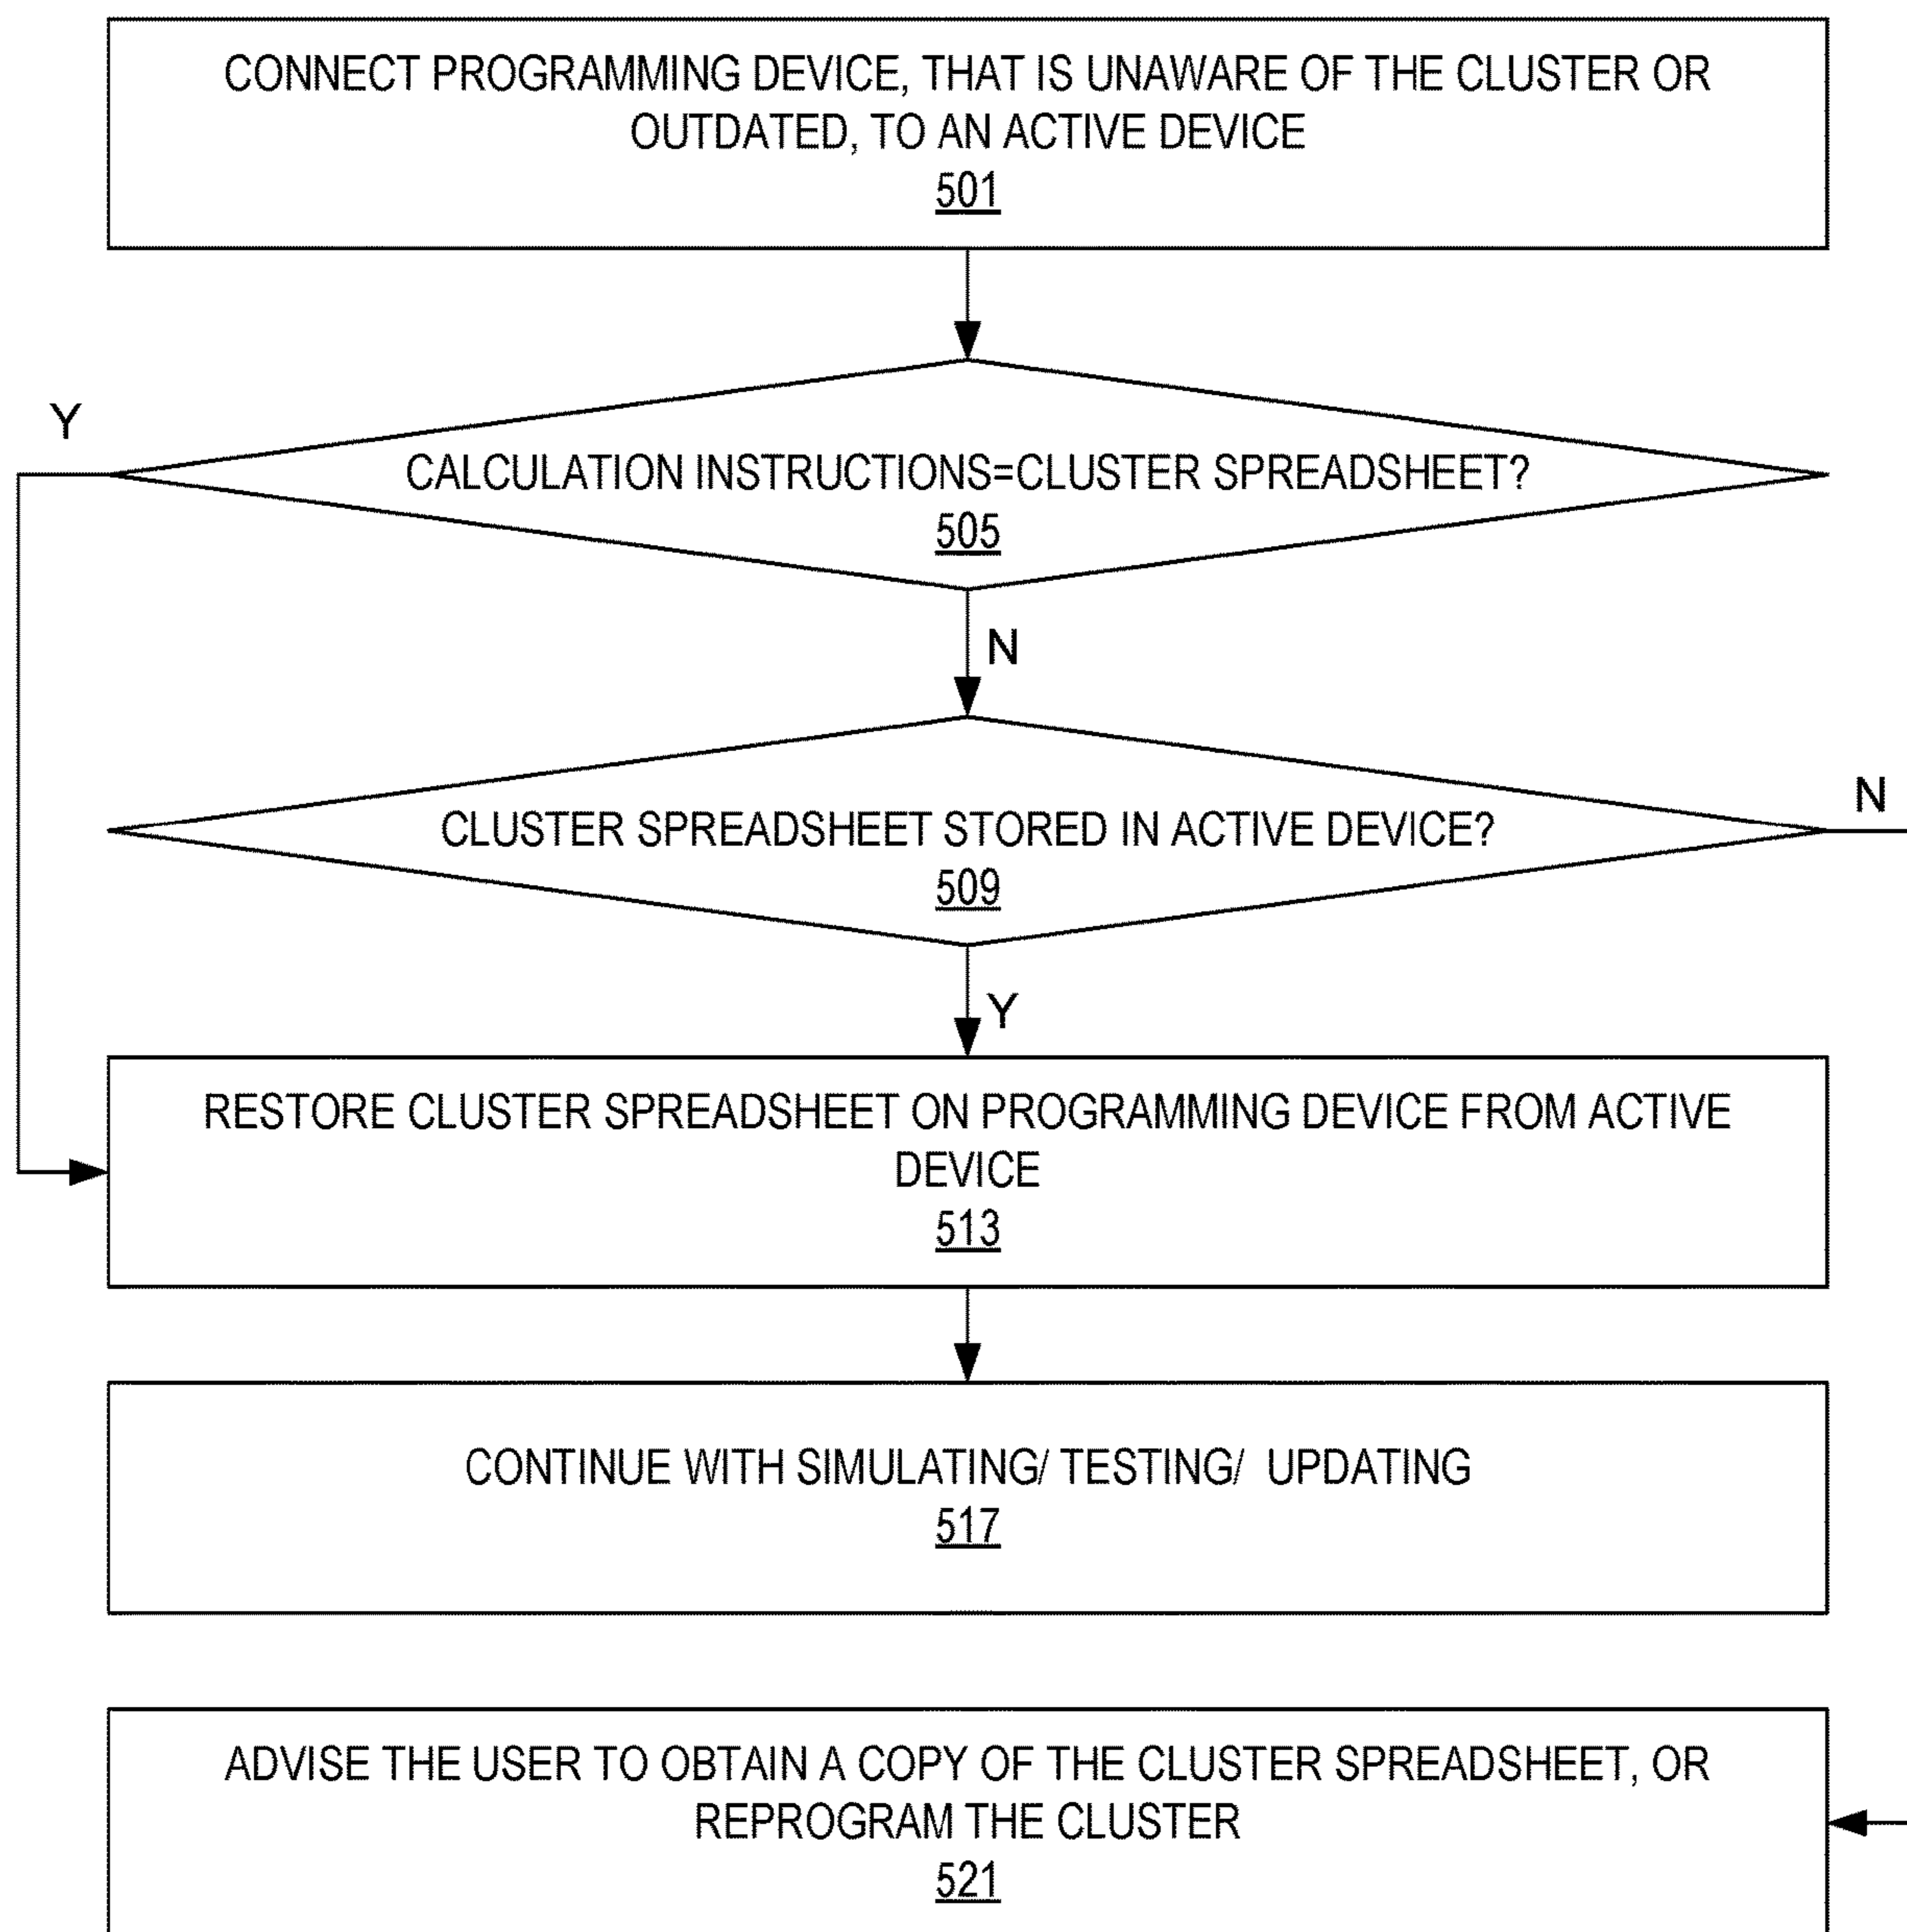 CONNECT PROGRAMMING DEVICE, THAT IS UNAWARE OF THE CLUSTER OR
OUTDATED, TO AN ACTIVE DEVICE
501
Y
CALCULATION INSTRUCTIONS=CLUSTER SPREADSHEET?
505
N
CLUSTER SPREADSHEET STORED IN ACTIVE DEVICE?
509
N
Y
RESTORE CLUSTER SPREADSHEET ON PROGRAMMING DEVICE FROM ACTIVE
DEVICE
513
CONTINUE WITH SIMULATING/ TESTING/ UPDATING
517
ADVISE THE USER TO OBTAIN A COPY OF THE CLUSTER SPREADSHEET, OR
REPROGRAM THE CLUSTER
521